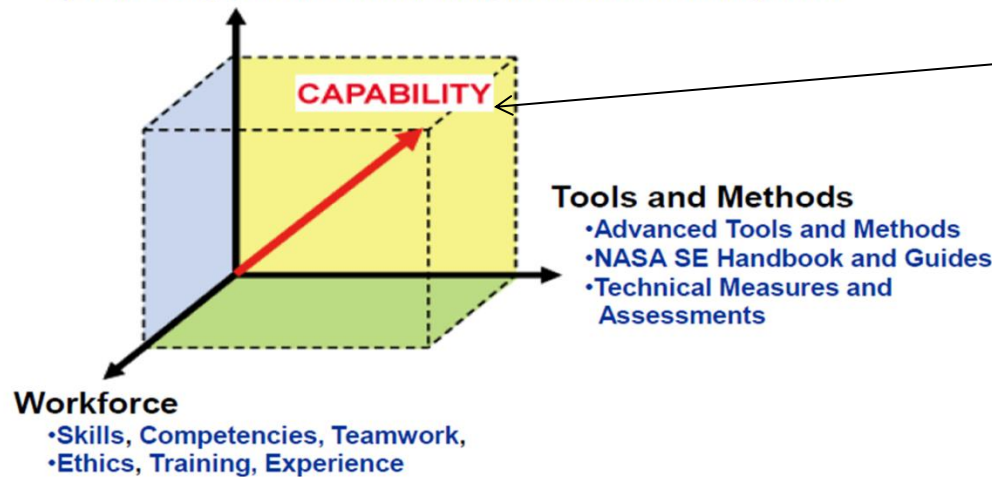 CAPABILITY
Tools and Methods
•Advanced Tools and Methods
•NASA SE Handbook and Guides
•Technical Measures and
Assessments
Workforce
•Skills, Competencies, Teamwork,
•Ethics, Training, Experience